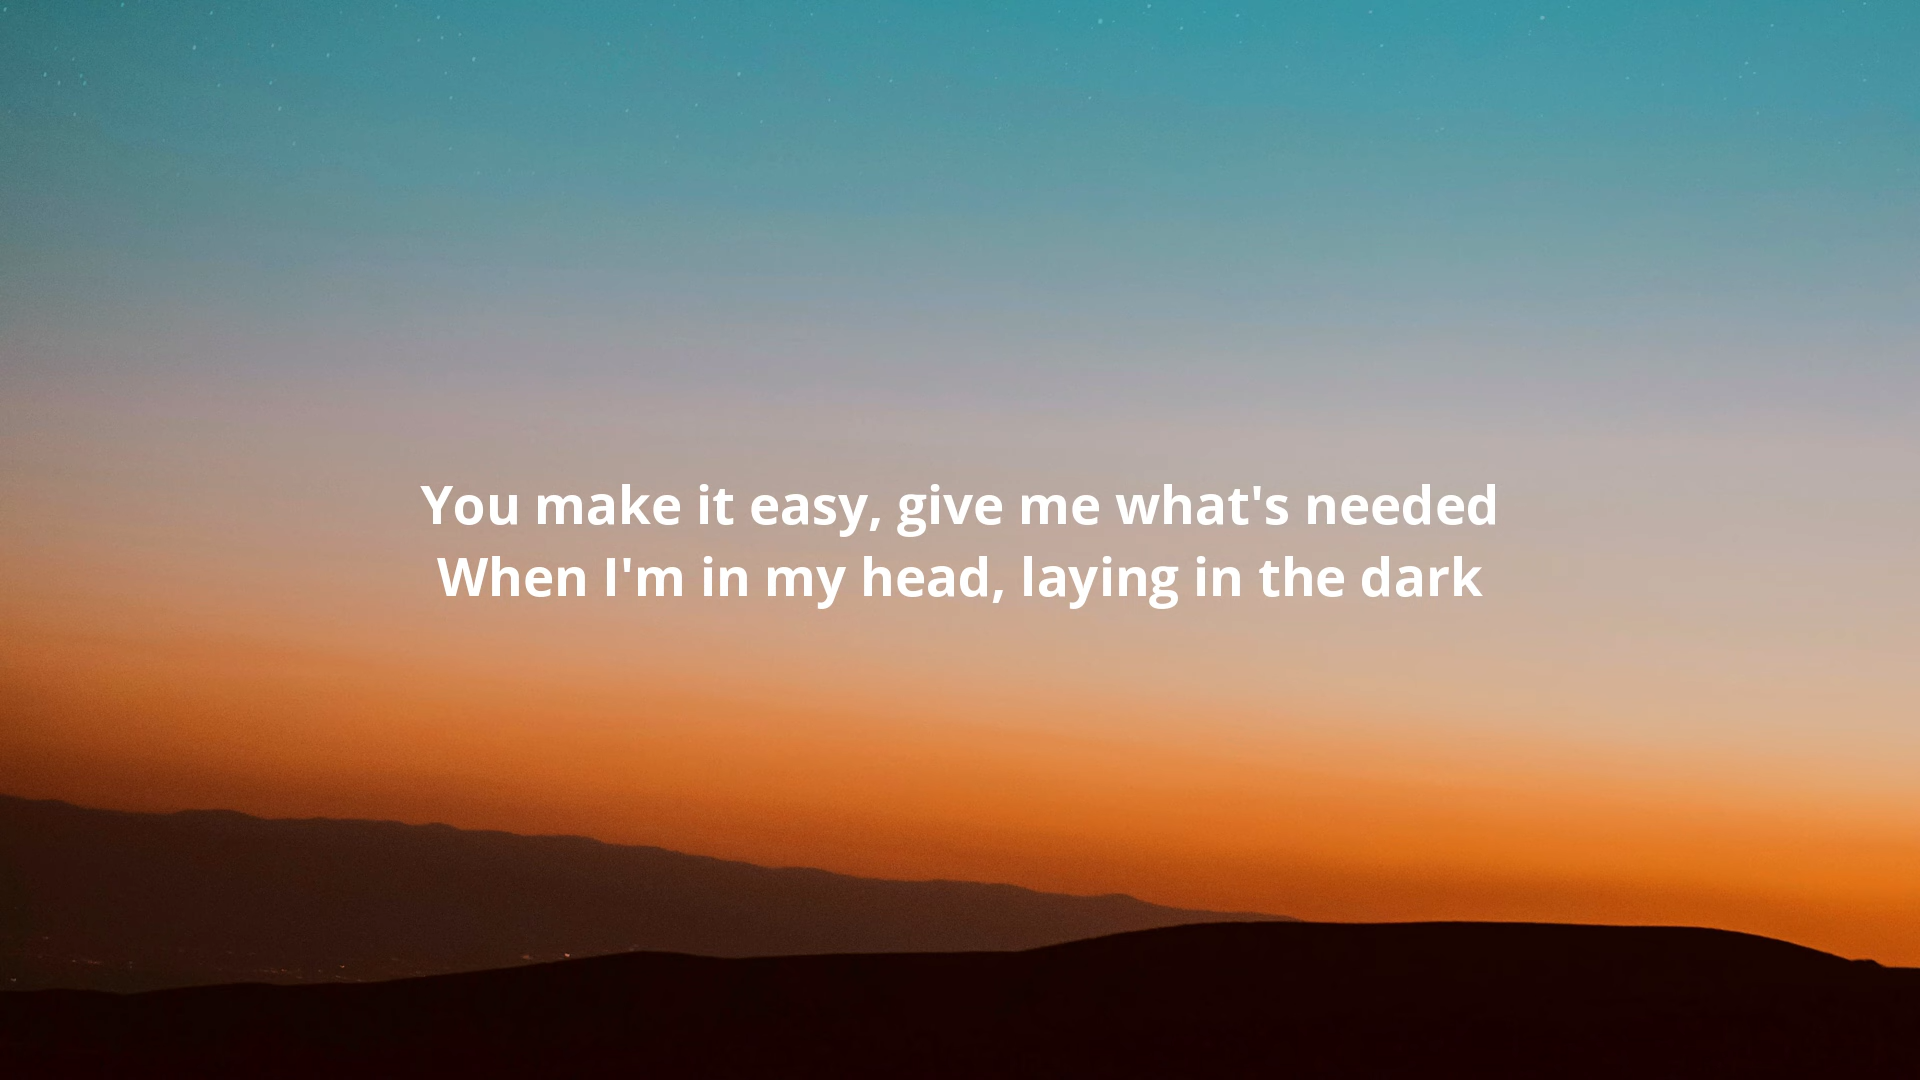 You make it easy, give me what's needed
When I'm in my head, laying in the dark